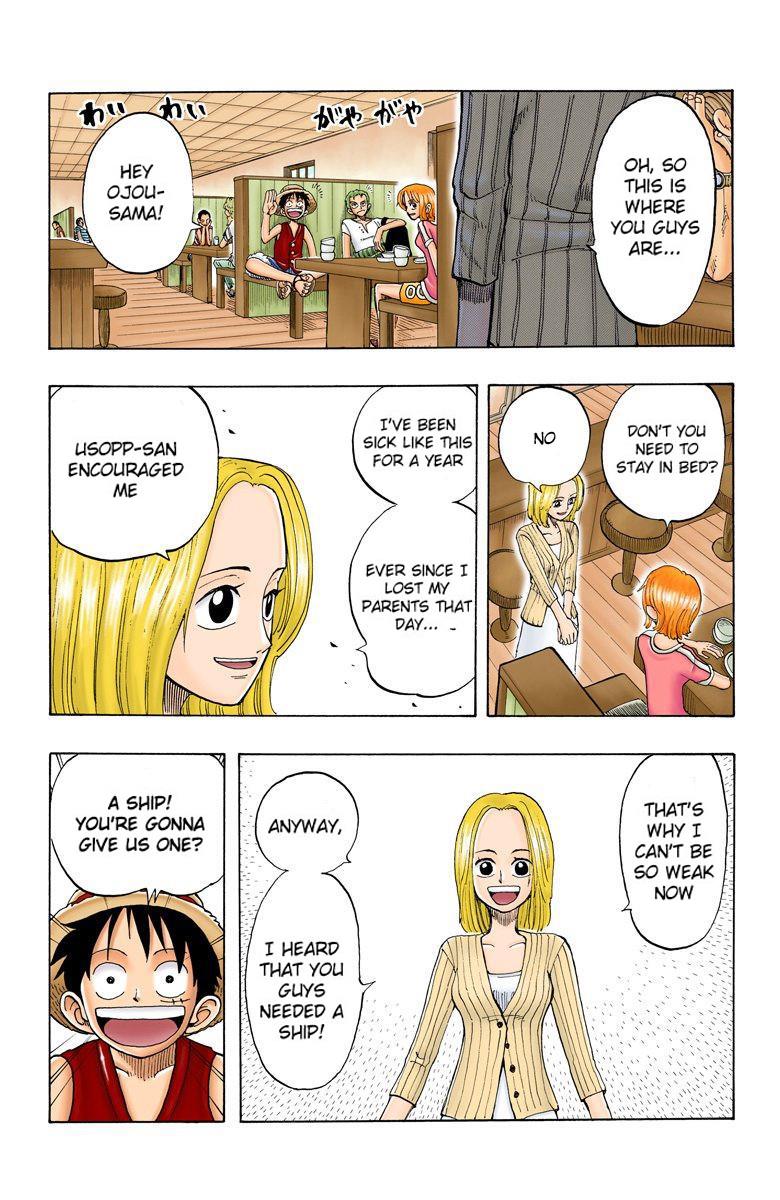 OH, SO
THIS IS
WHERE
YOU GUYS
ARE...
がや がや
わい わい
HEY
OJOU-
SAMA!
DON'T YOU
NEED TO
STAY IN BED?
NO
I'VE BEEN
SICK LIKE THIS
FOR A YEAR
EVER SINCE I
LOST MY
PARENTS THAT
DAY...
USOPP-SAN
ENCOURAGED
ME
THAT'S
WHY I
CAN'T BE
SO WEAK
NOW
ANYWAY,
I HEARD
THAT YOU
GUYS
NEEDED A
SHIP!
A SHIP!
YOU'RE GONNA
GIVE US ONE?